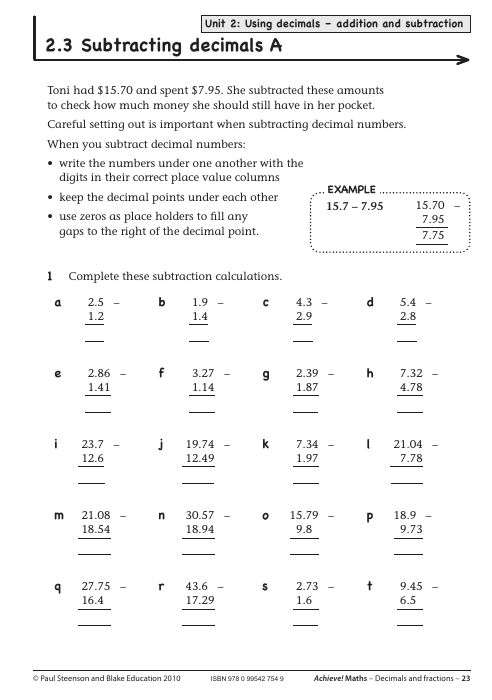 Unit 2: Using decimals – addition and subtraction
2.3 Subtracting decimals A
Toni had $15.70 and spent $7.95. She subtracted these amounts
to check how much money she should still have in her pocket.
Careful setting out is important when subtracting decimal numbers.
When you subtract decimal numbers:
• write the numbers under one another with the
digits in their correct place value columns
• keep the decimal points under each other
• use zeros as place holders to fill any
gaps to the right of the decimal point.
EXAMPLE
15.7 – 7.95 15.70 –
7.95
7.75
1 Complete these subtraction calculations.
a 2.5 – b 1.9 – c 4.3 – d 5.4 –
1.2 1.4 2.9 2.8
e 2.86 – f 3.27 – g 2.39 – h 7.32 –
1.41 1.14 1.87 4.78
i 23.7 – j 19.74 – k 7.34 – l 21.04 –
12.6 12.49 1.97 7.78
m 21.08 – n 30.57 – o 15.79 – p 18.9 –
18.54 18.94 9.8 9.73
q 27.75 – r 43.6 – s 2.73 – t 9.45 –
16.4 17.29 1.6 6.5
© Paul Steenson and Blake Education 2010 ISBN 978 0 99542 754 9 Achieve! Maths – Decimals and fractions – 23